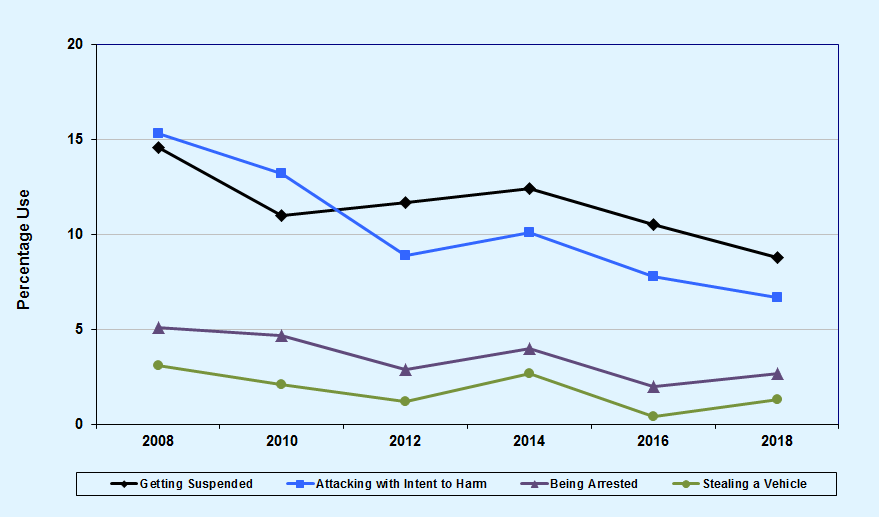 20
15
10
5
0
Percentage Use
2008 2010 2012 2014 2016 2018
Getting Suspended Attacking with Intent to Harm Being Arrested Stealing a Vehicle